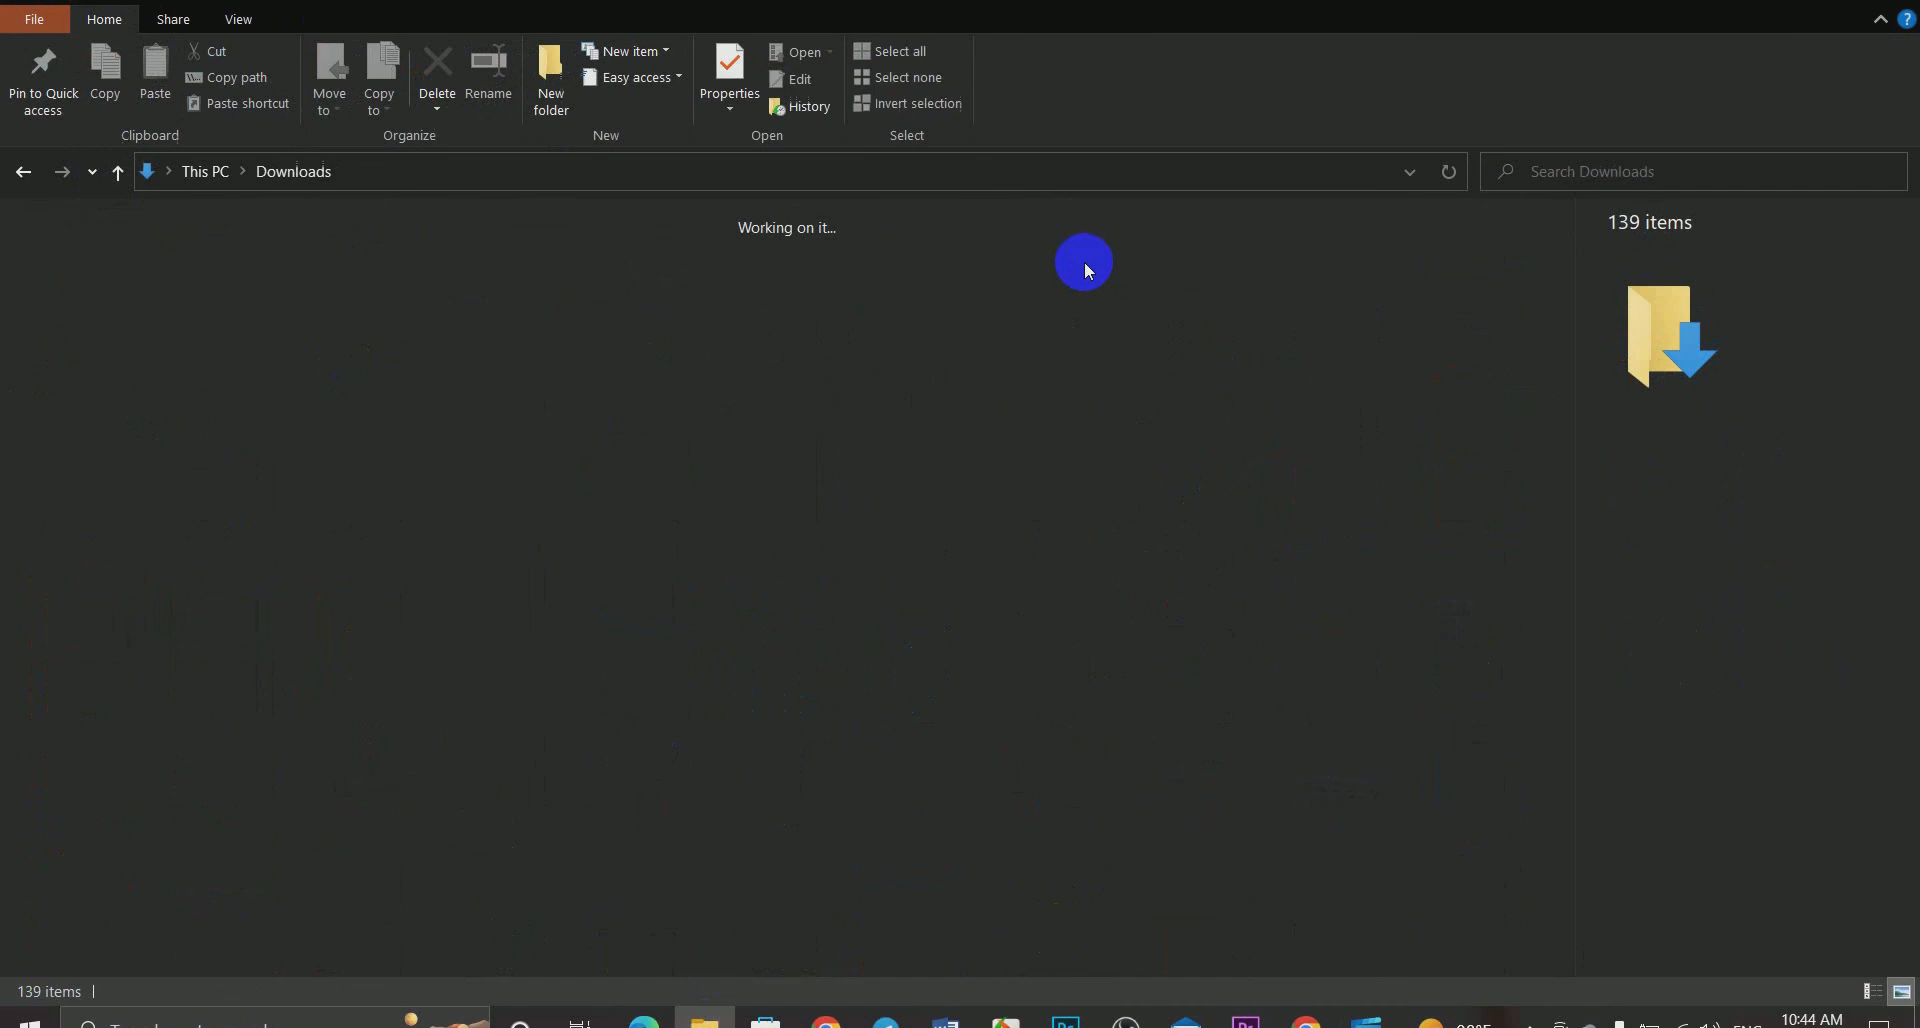 File Home Share View
?
Pin to Quick access
Copy
Paste
Cut
Copy path
Paste shortcut
Clipboard
Move to
Copy to
Delete
Rename
Organize
New folder
New item
Easy access
New
Properties
Open
Edit
History
Open
Select all
Select none
Invert selection
Select
This PC Downloads
Search Downloads
Working on it...
139 items
139 items
10:44 AM